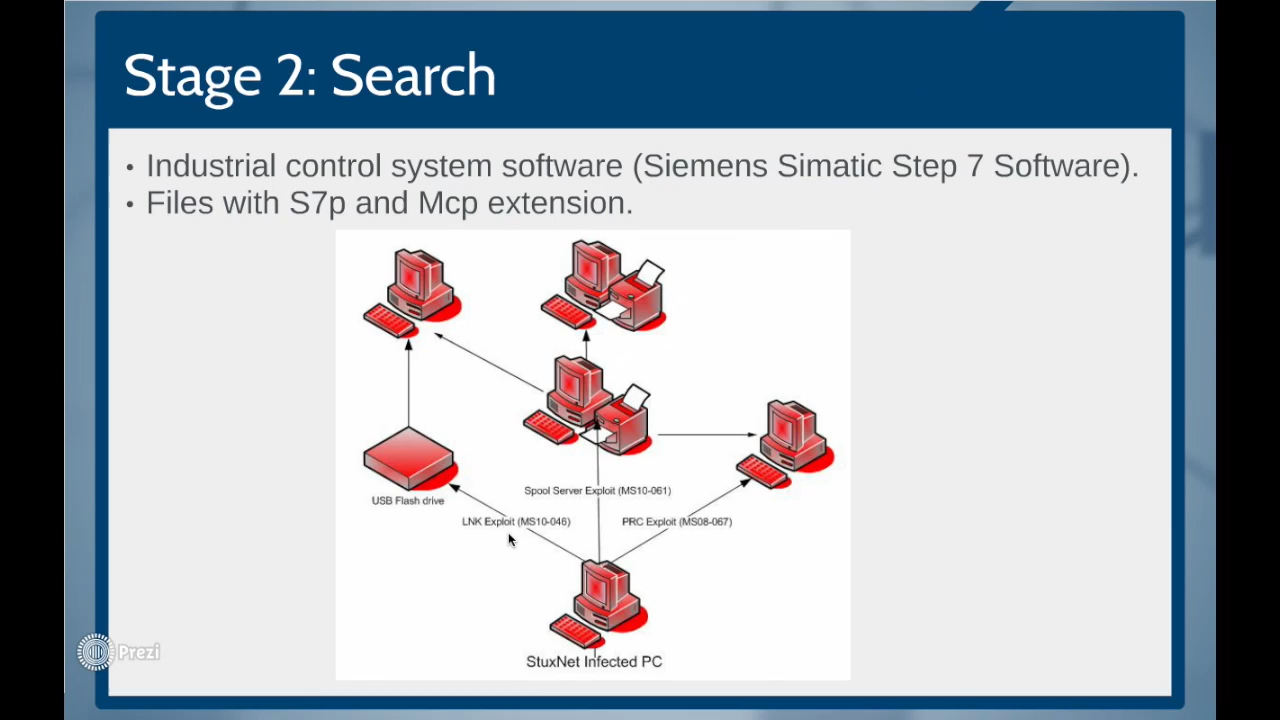 Stage 2: Search
• Industrial control system software (Siemens Simatic Step 7 Software).
• Files with S7p and Mcp extension.
Spool Server Exploit (MS10-061)
USB Flash drive
LNK Exploit (MS10-046)
PRC Exploit (MS08-067)
StuxNet Infected PC
Prezi